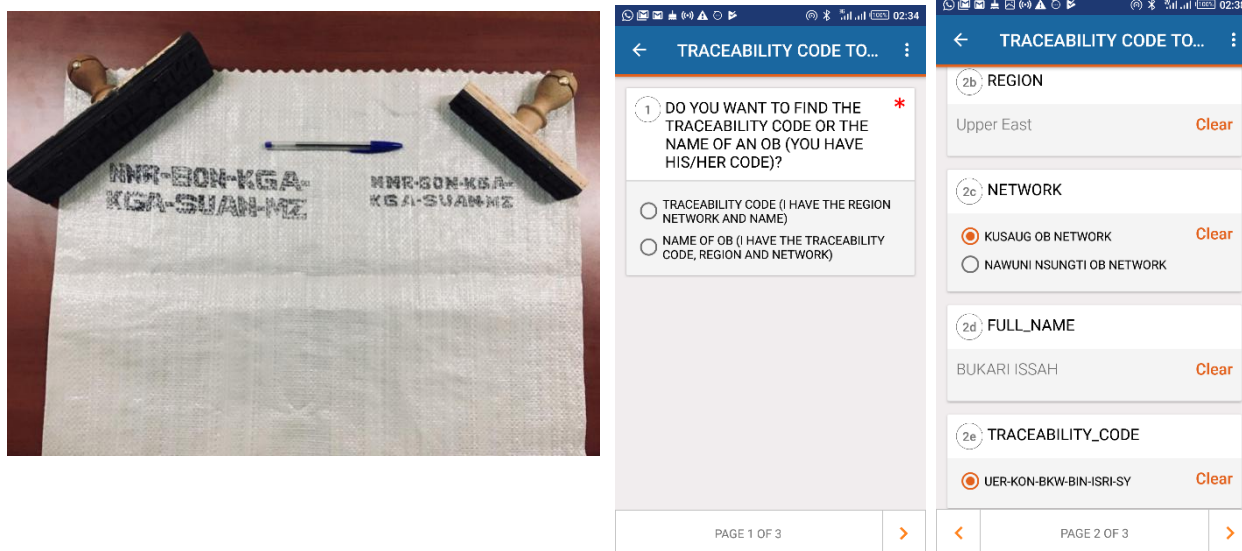 NNR-BON-KGA-
KGA-SUAN-MZ
NNR-BON-KGA-
KGA-SUAN-MZ
02:34
TRACEABILITY CODE TO...
1 DO YOU WANT TO FIND THE
TRACEABILITY CODE OR THE
NAME OF AN OB (YOU HAVE
HIS/HER CODE)? *
TRACEABILITY CODE (I HAVE THE REGION
NETWORK AND NAME)
NAME OF OB (I HAVE THE TRACEABILITY
CODE, REGION AND NETWORK)
PAGE 1 OF 3
02:38
TRACEABILITY CODE TO...
2b REGION
Upper East Clear
2c NETWORK
KUSAUG OB NETWORK Clear
NAWUNI NSUNGTI OB NETWORK
2d FULL_NAME
BUKARI ISSAH Clear
2e TRACEABILITY_CODE
UER-KON-BKW-BIN-ISRI-SY Clear
PAGE 2 OF 3